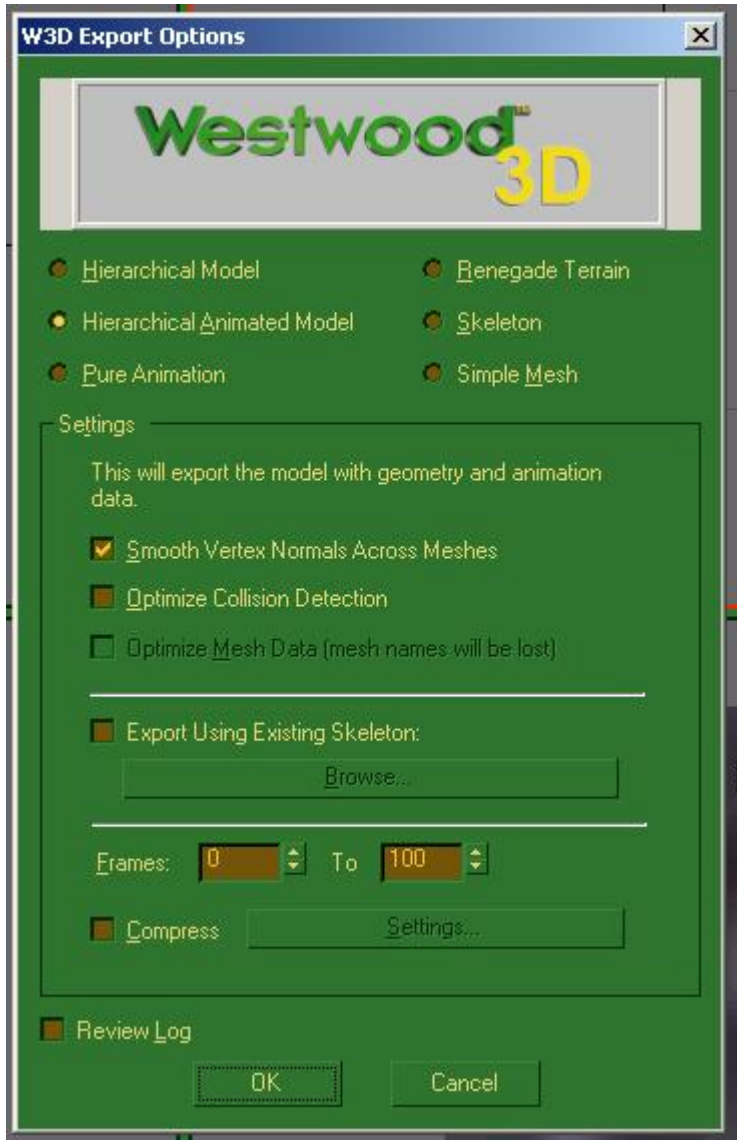 W3D Export Options
Westwood™
3D
Hierarchical Model
Renegade Terrain
Hierarchical Animated Model
Skeleton
Pure Animation
Simple Mesh
Settings
This will export the model with geometry and animation
data.
Smooth Vertex Normals Across Meshes
Optimize Collision Detection
Optimize Mesh Data (mesh names will be lost)
Export Using Existing Skeleton:
Browse...
Frames: 0 To 100
Compress Settings...
Review Log
OK Cancel